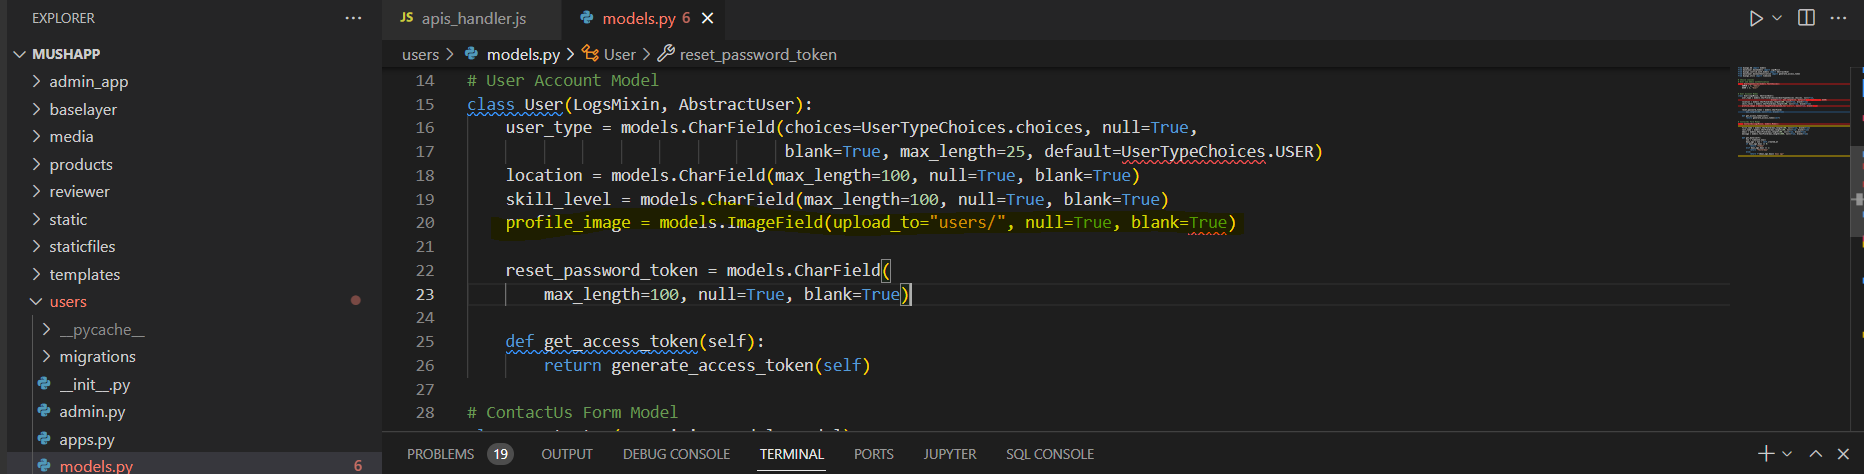 EXPLORER
MUSHAPP
admin_app
baselayer
media
products
reviewer
static
staticfiles
templates
users
__pycache__
migrations
__init__.py
admin.py
apps.py
models.py 6
JS apis_handler.js
models.py 6
users > models.py > User > reset_password_token
14 # User Account Model
15 class User(LogsMixin, AbstractUser):
16 user_type = models.CharField(choices=UserTypeChoices.choices, null=True,
17 blank=True, max_length=25, default=UserTypeChoices.USER)
18 location = models.CharField(max_length=100, null=True, blank=True)
19 skill_level = models.CharField(max_length=100, null=True, blank=True)
20 profile_image = models.ImageField(upload_to="users/", null=True, blank=True)
21
22 reset_password_token = models.CharField(
23 max_length=100, null=True, blank=True)
24
25 def get_access_token(self):
26 return generate_access_token(self)
27
28 # ContactUs Form Model
PROBLEMS 19 OUTPUT DEBUG CONSOLE TERMINAL PORTS JUPYTER SQL CONSOLE